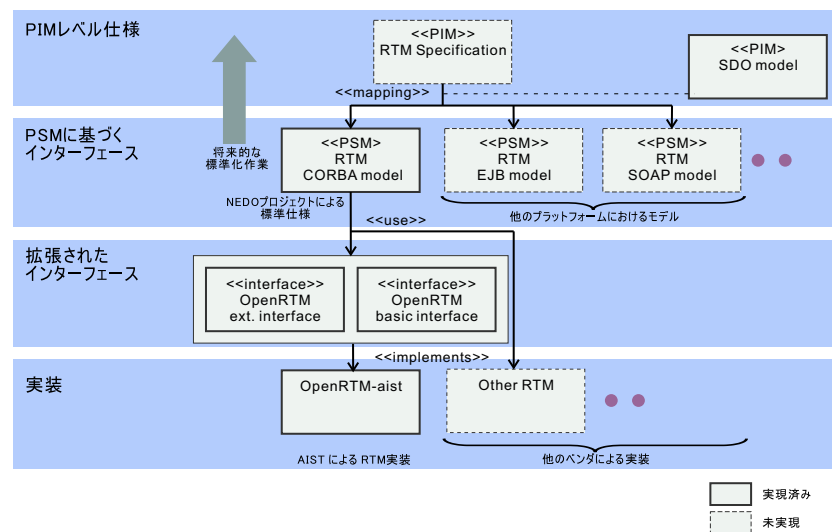 PIMレベル仕様
<<PIM>>
RTM Specification
<<PIM>
SDO model
<<mapping>>
PSMに基づく
インターフェース
将来的な
標準化作業
<<PSM>>
RTM
CORBA model
<<PSM>>
RTM
EJB model
<<PSM>>
RTM
SOAP model
NEDOプロジェクトによる
標準仕様
<<use>>
他のプラットフォームにおけるモデル
拡張された
インターフェース
<<interface>>
OpenRTM
ext. interface
<<interface>>
OpenRTM
basic interface
<<implements>>
実装
OpenRTM-aist
Other RTM
AIST による RTM実装
他のベンダによる実装
実現済み
未実現